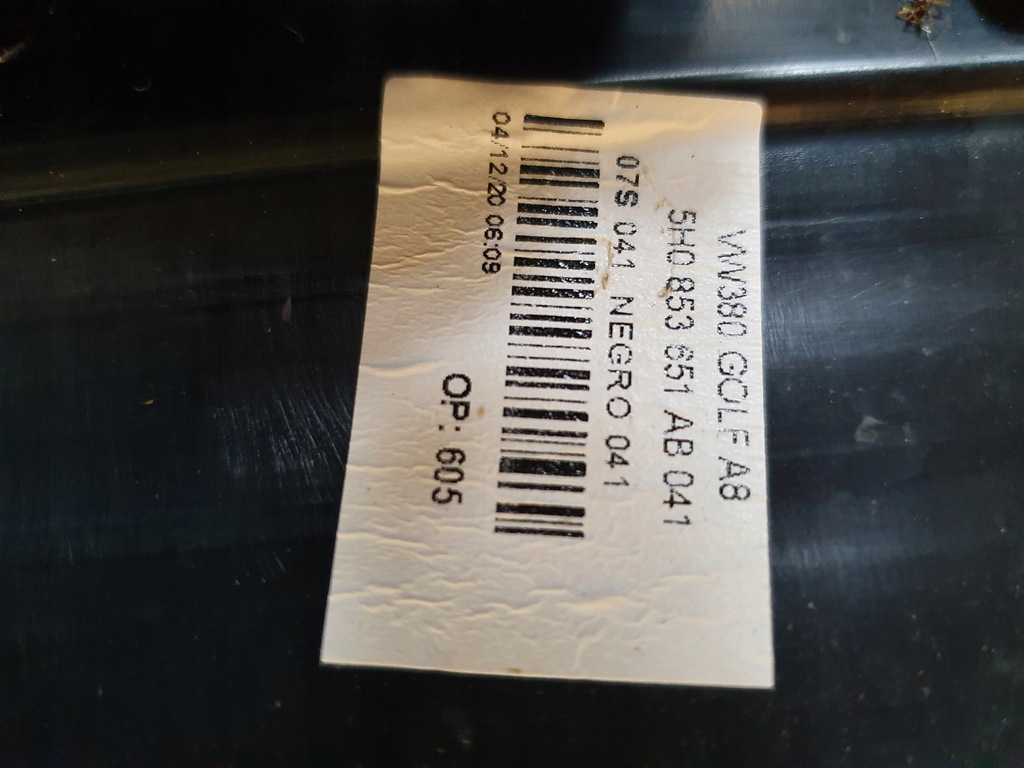 VW380 GOLF A8
5H0 853 651 AB 041
07S 041 NEGRO 041
04/12/20 06:09
OP: 605